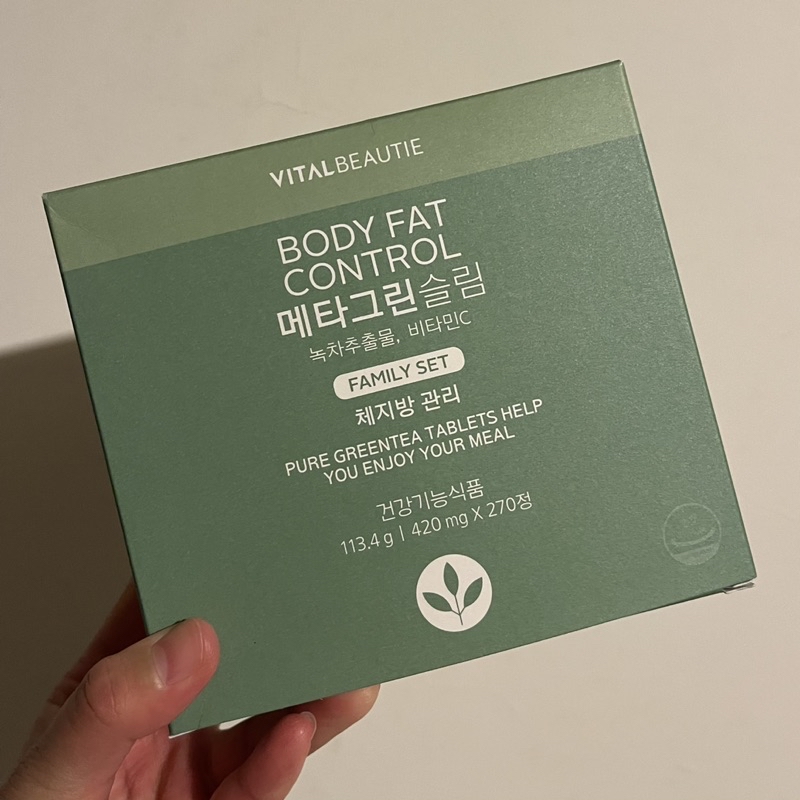 VITALBEAUTIE
BODY FAT
CONTROL
메타그린슬림
녹차추출물, 비타민C
FAMILY SET
체지방 관리
PURE GREENTEA TABLETS HELP
YOU ENJOY YOUR MEAL
건강기능식품
113.4 g | 420 mg X 270정